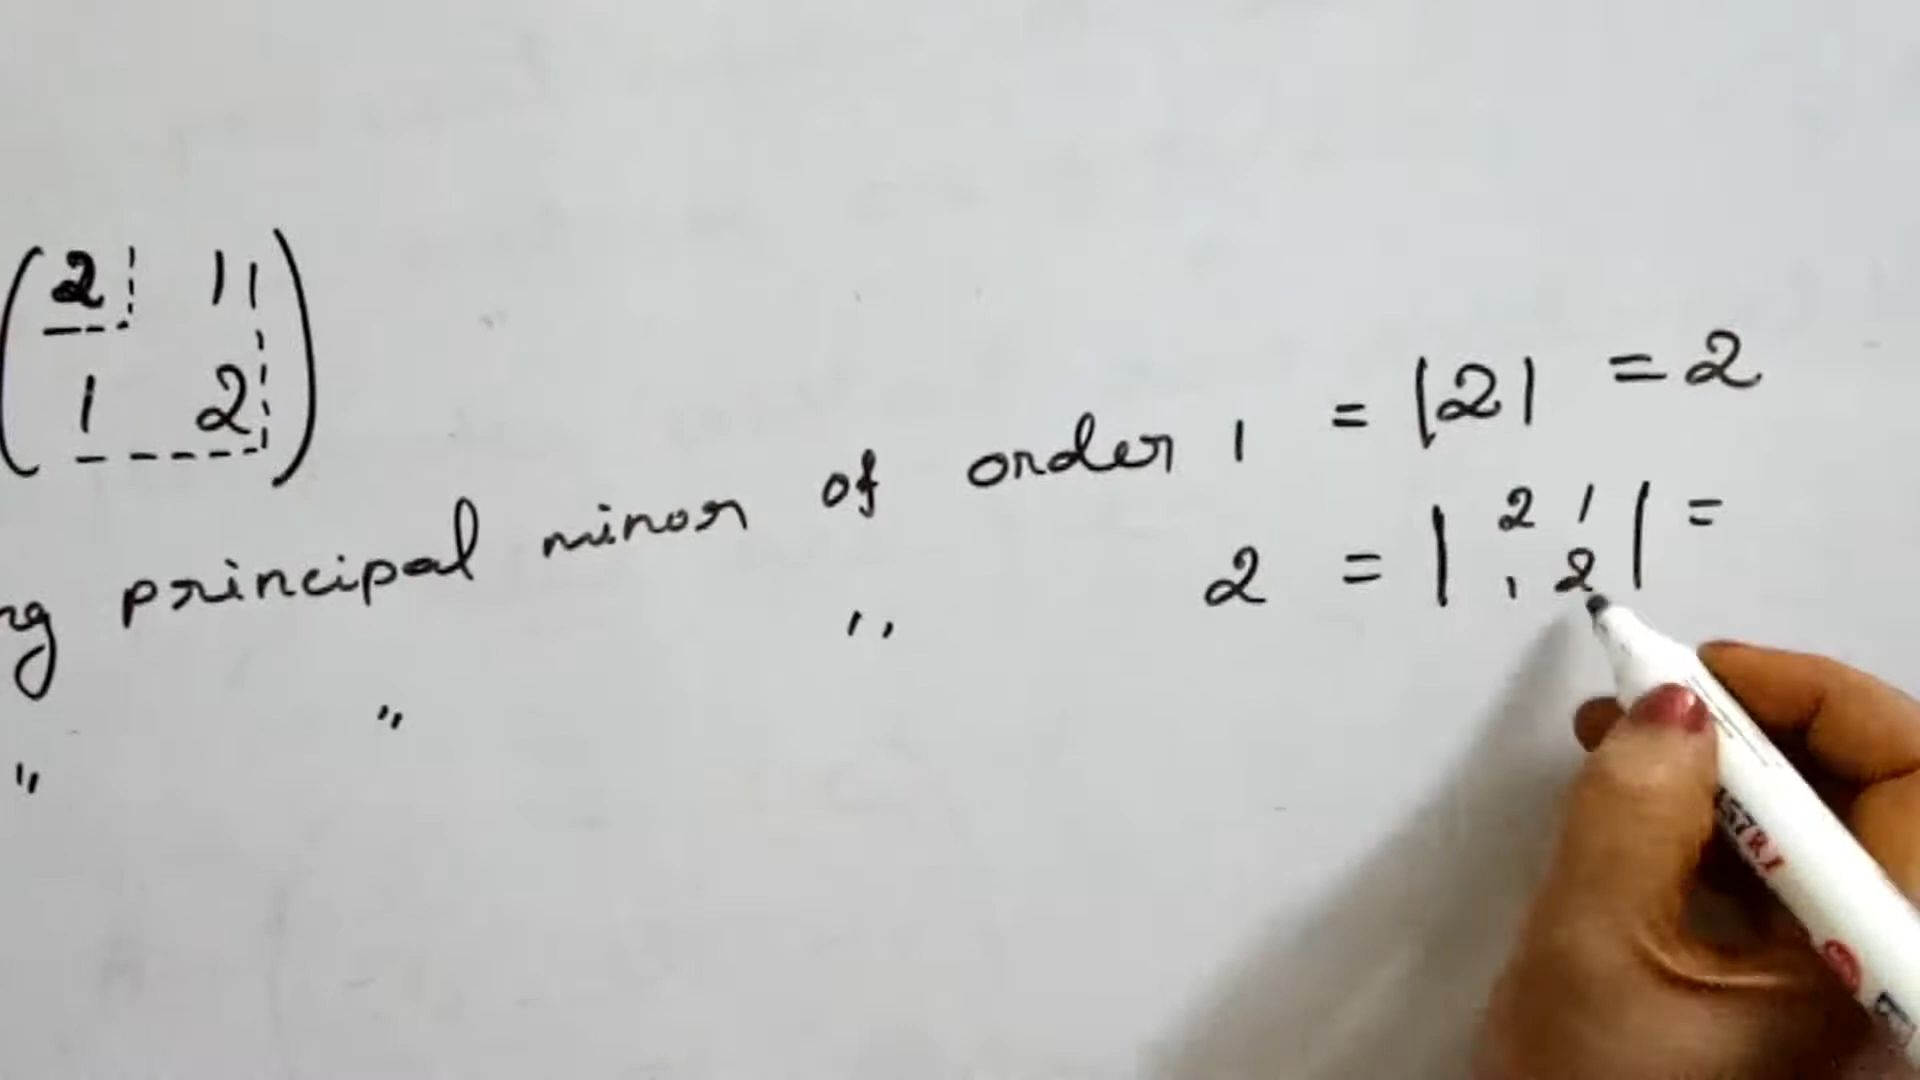 2 1
1 2
principal minor of order 1 = |2| = 2
" " " 2 = | 2 1 | =
1 2